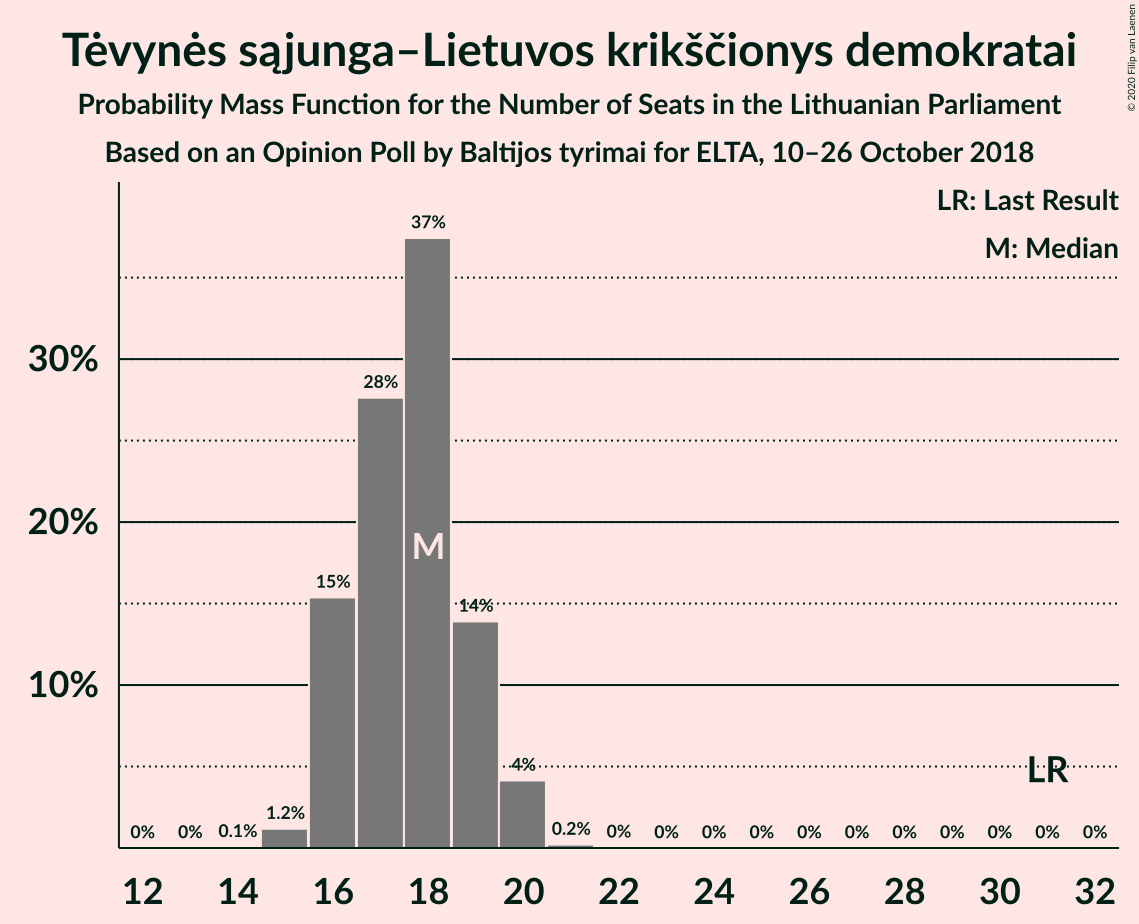 Tėvynės sąjunga–Lietuvos krikščionys demokratai
Probability Mass Function for the Number of Seats in the Lithuanian Parliament
Based on an Opinion Poll by Baltijos tyrimai for ELTA, 10–26 October 2018
© 2020 Filip van Laenen
LR: Last Result
M: Median
37%
30%
28%
20%
M
15%
14%
10%
4%
LR
0% 0% 0.1% 1.2% 0.2% 0% 0% 0% 0% 0% 0% 0% 0% 0% 0% 0%
12 14 16 18 20 22 24 26 28 30 32